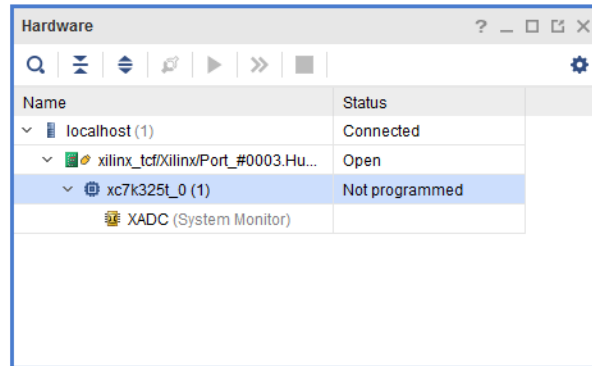 Hardware
?
Name Status
localhost (1) Connected
xilinx_tcf/Xilinx/Port_#0003.Hu... Open
xc7k325t_0 (1) Not programmed
XADC (System Monitor)